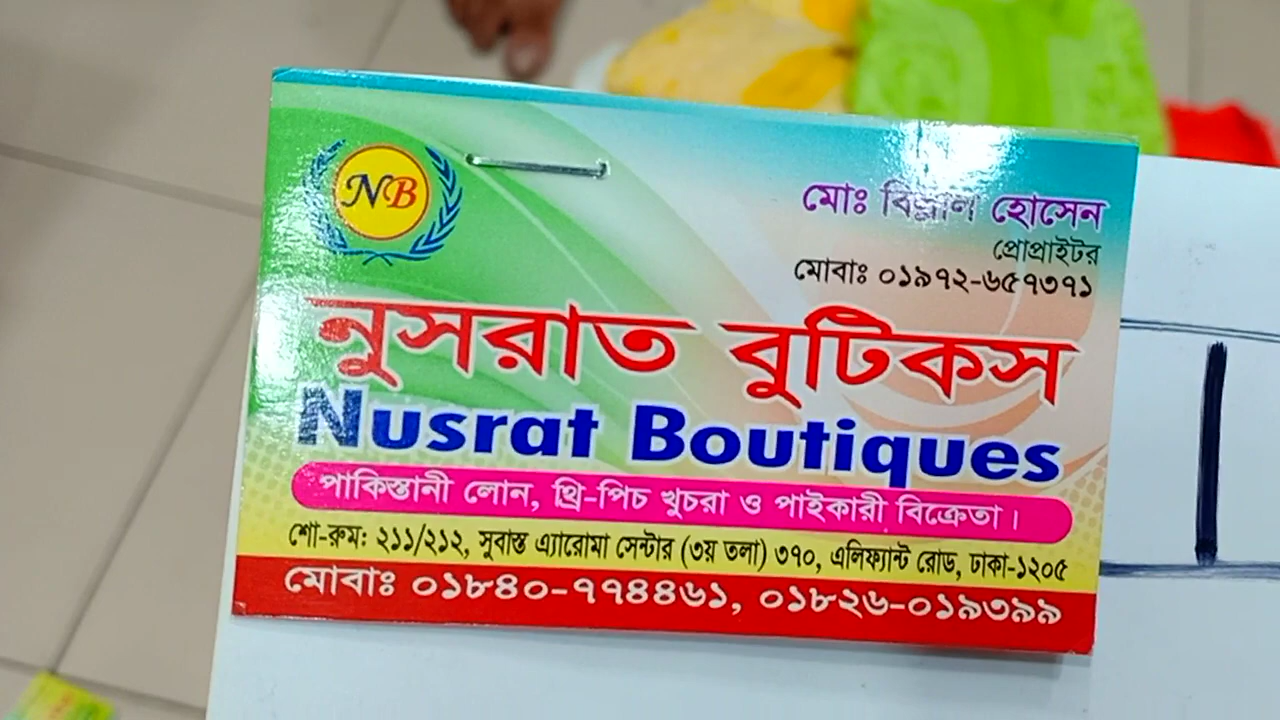 NB
মোঃ বিল্লাল হোসেন
প্রোপ্রাইটর
মোবাঃ ০১৯৭২-৬৫৭৩৭১
নুসরাত বুটিকস
Nusrat Boutiques
পাকিস্তানী লোন, থ্রি-পিচ খুচরা ও পাইকারী বিক্রেতা।
শো-রুম: ২১১/২১২, সুবাস্ত এ্যারোমা সেন্টার (৩য় তলা) ৩৭০, এলিফ্যান্ট রোড, ঢাকা-১২০৫
মোবাঃ ০১৮৪০-৭৭৪৪৬১, ০১৮২৬-০১৯৩৯৯